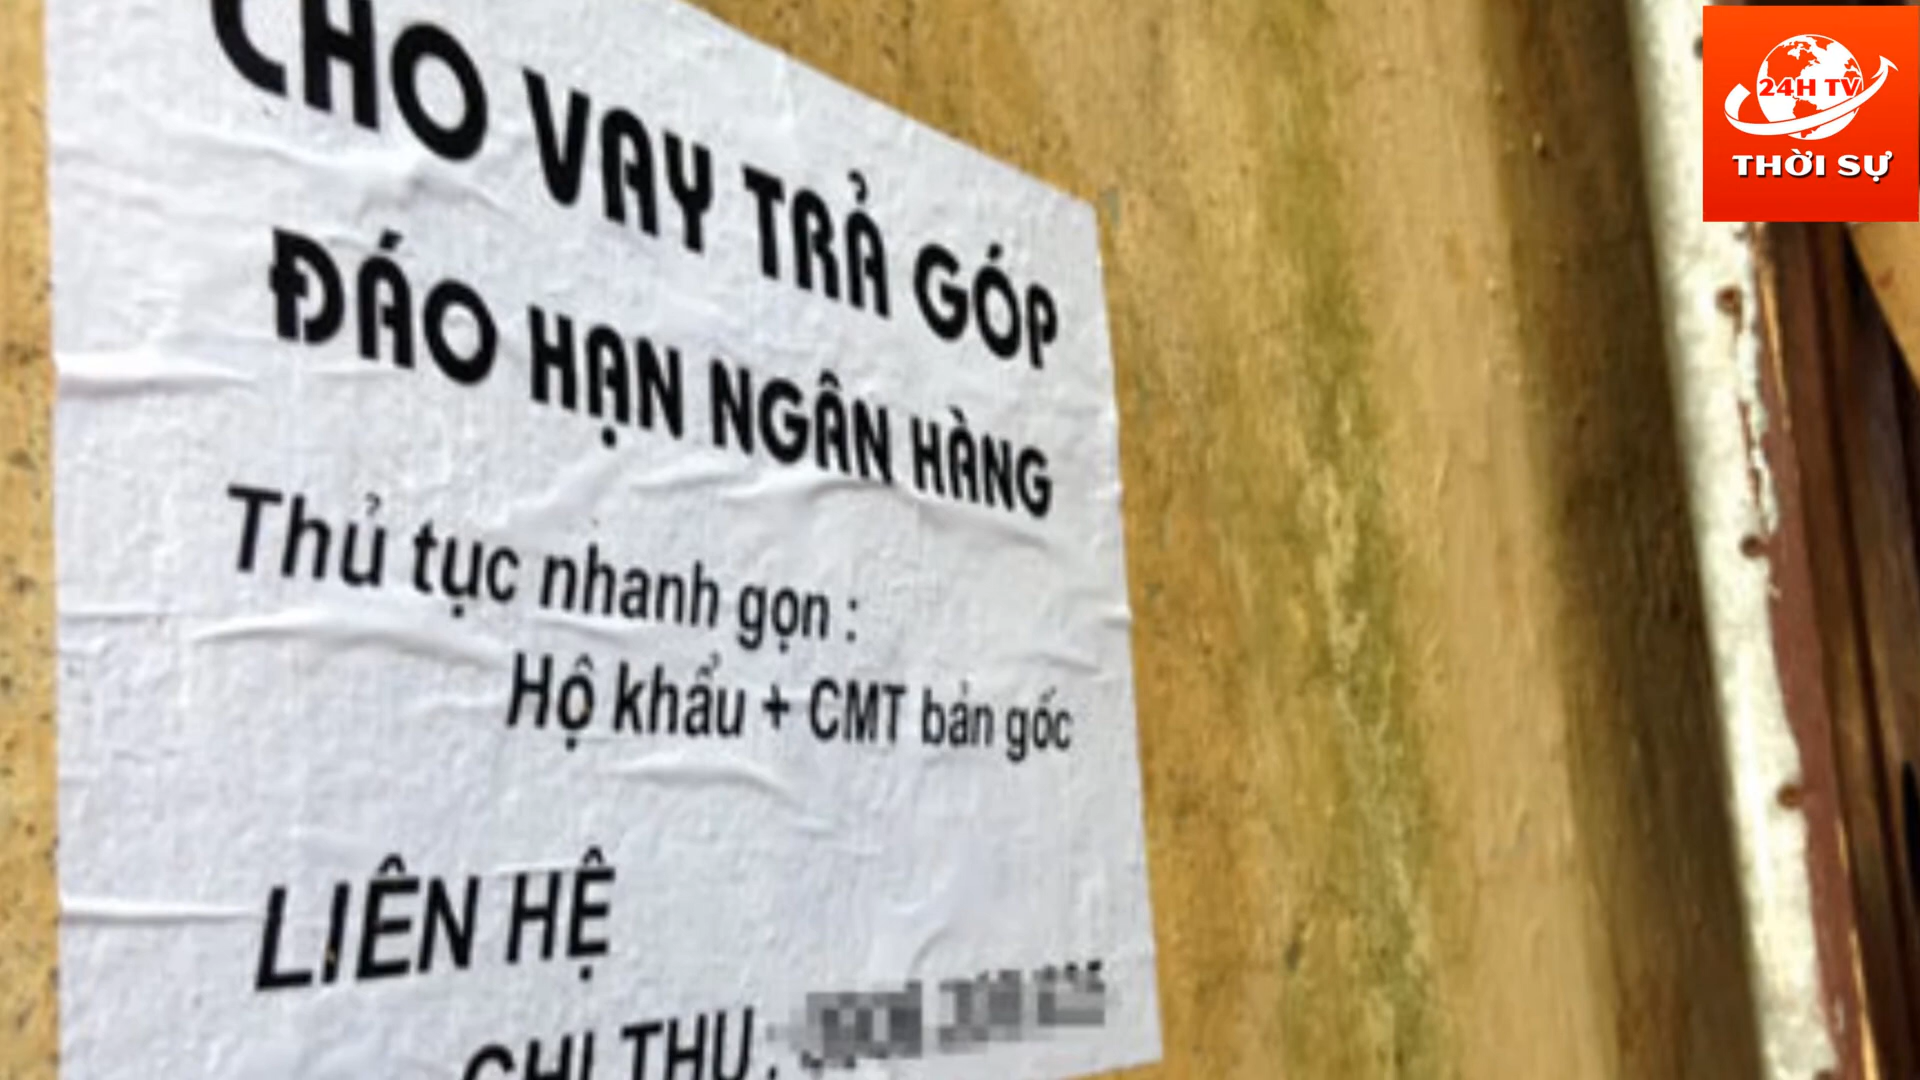 CHO VAY TRẢ GÓP
ĐÁO HẠN NGÂN HÀNG
Thủ tục nhanh gọn :
Hộ khẩu + CMT bản gốc
LIÊN HỆ
CHỊ THU :
24H TV
THỜI SỰ